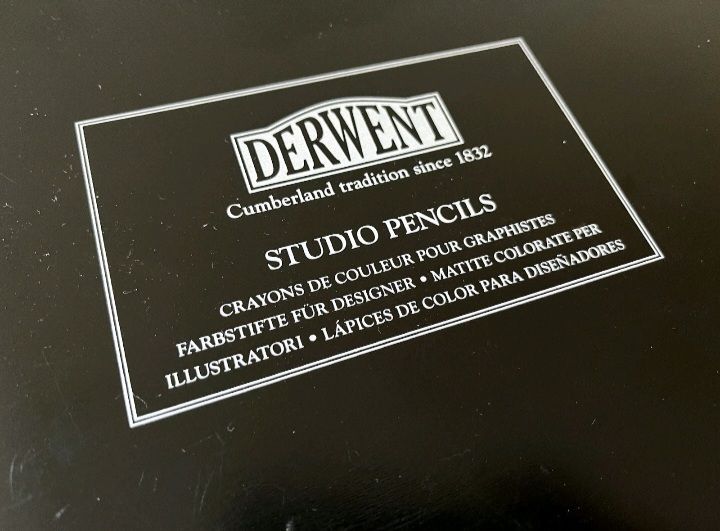 DERWENT
Cumberland tradition since 1832
STUDIO PENCILS
CRAYONS DE COULEUR POUR GRAPHISTES
FARBSTIFTE FÜR DESIGNER • MATITE COLORATE PER
ILLUSTRATORI • LÁPICES DE COLOR PARA DISEÑADORES